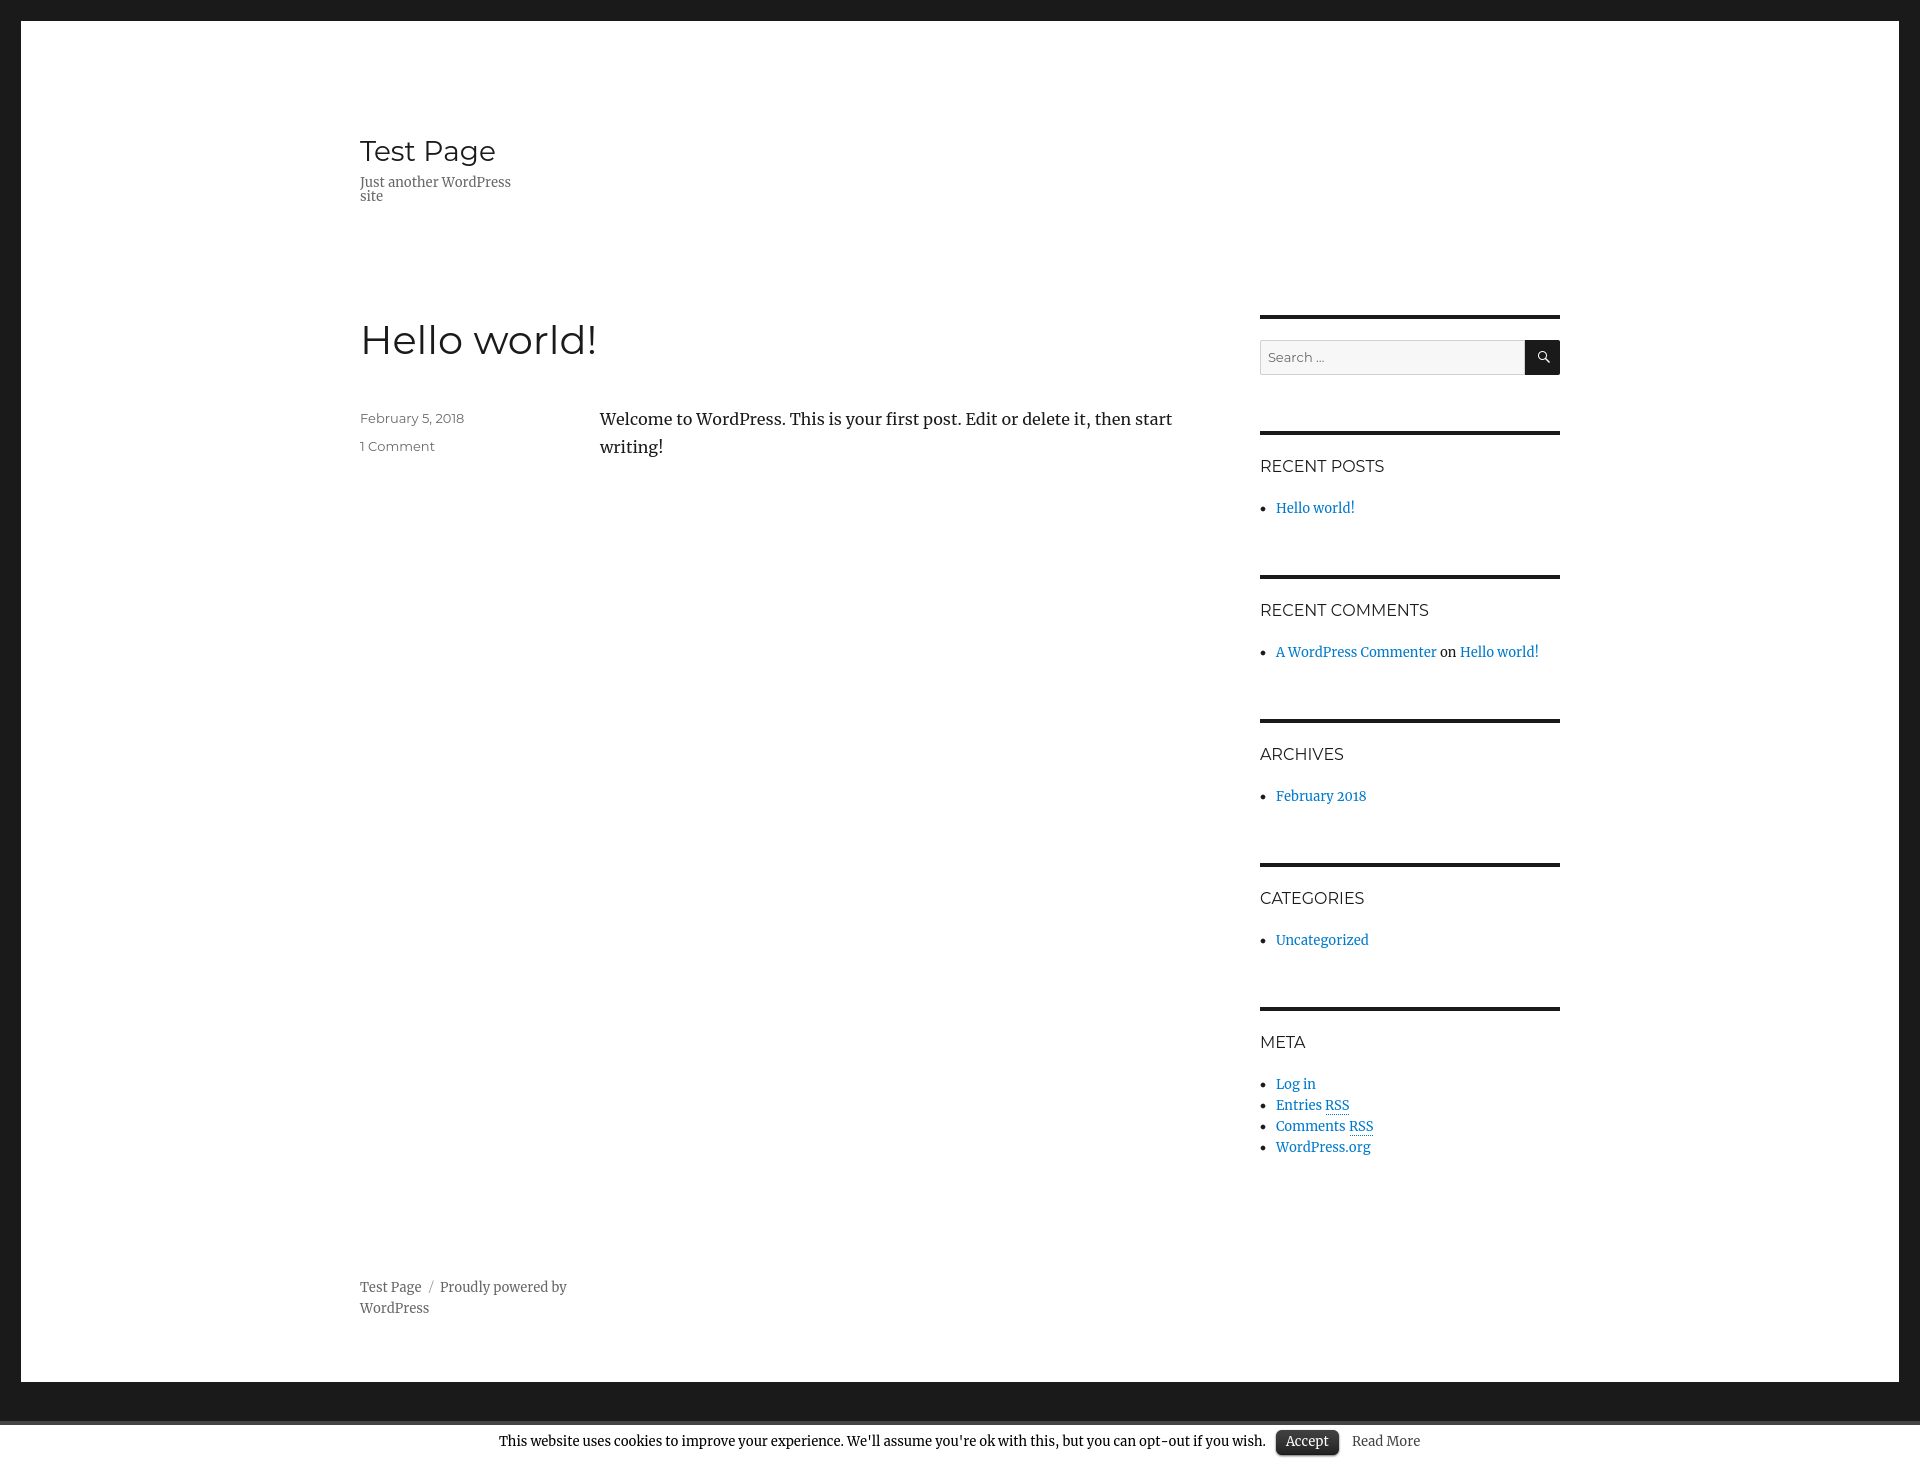 Test Page
Just another WordPress
site
Hello world!
February 5, 2018
1 Comment
Welcome to WordPress. This is your first post. Edit or delete it, then start
writing!
Search ...
RECENT POSTS
Hello world!
RECENT COMMENTS
A WordPress Commenter on Hello world!
ARCHIVES
February 2018
CATEGORIES
Uncategorized
META
Log in
Entries RSS
Comments RSS
WordPress.org
Test Page / Proudly powered by
WordPress
This website uses cookies to improve your experience. We'll assume you're ok with this, but you can opt-out if you wish. Accept Read More